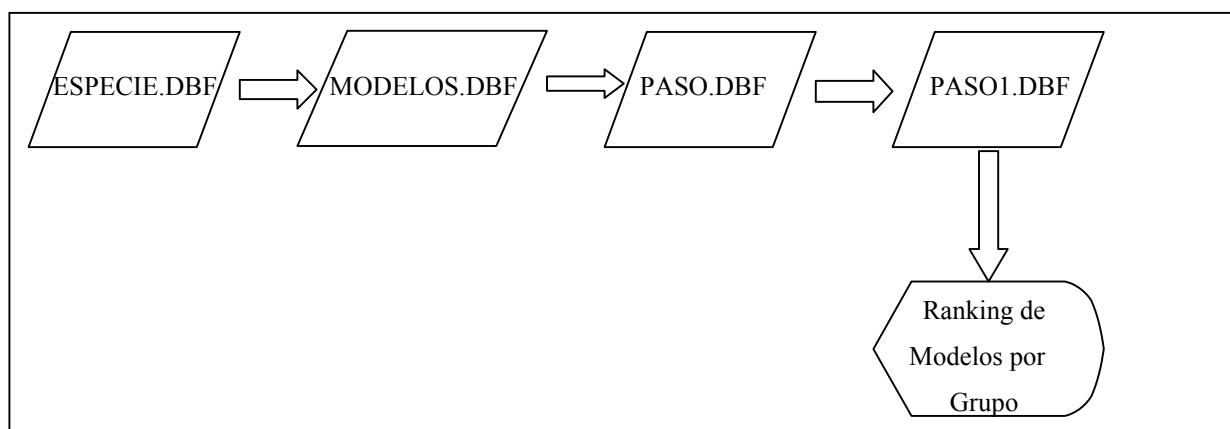 ESPECIE.DBF
MODELOS.DBF
PASO.DBF
PASO1.DBF
Ranking de
Modelos por
Grupo